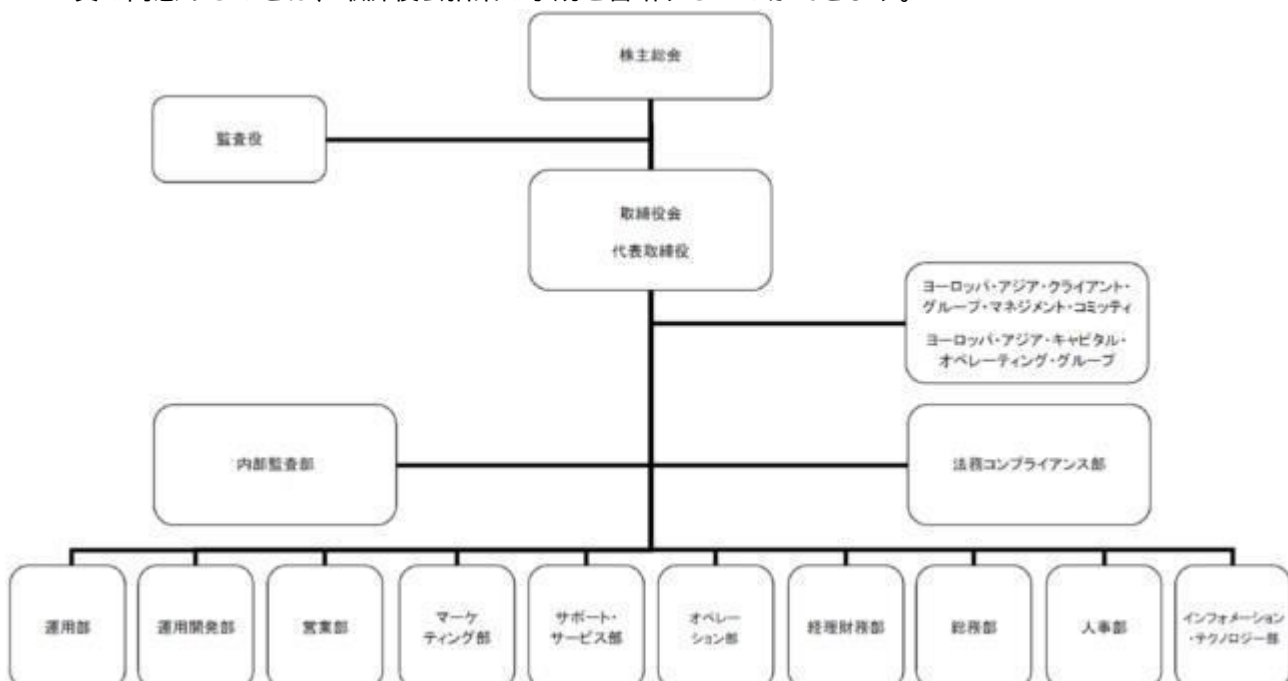 株主総会
監査役
取締役会
代表取締役
ヨーロッパ・アジア・クライアント・
グループ・マネジメント・コミッティ
ヨーロッパ・アジア・キャピタル・
オペレーティング・グループ
内部監査部
法務コンプライアンス部
運用部
運用開発部
営業部
マーケ
ティング部
サポート・
サービス部
オペレー
ション部
経理財務部
総務部
人事部
インフォメーション
・テクノロジー部